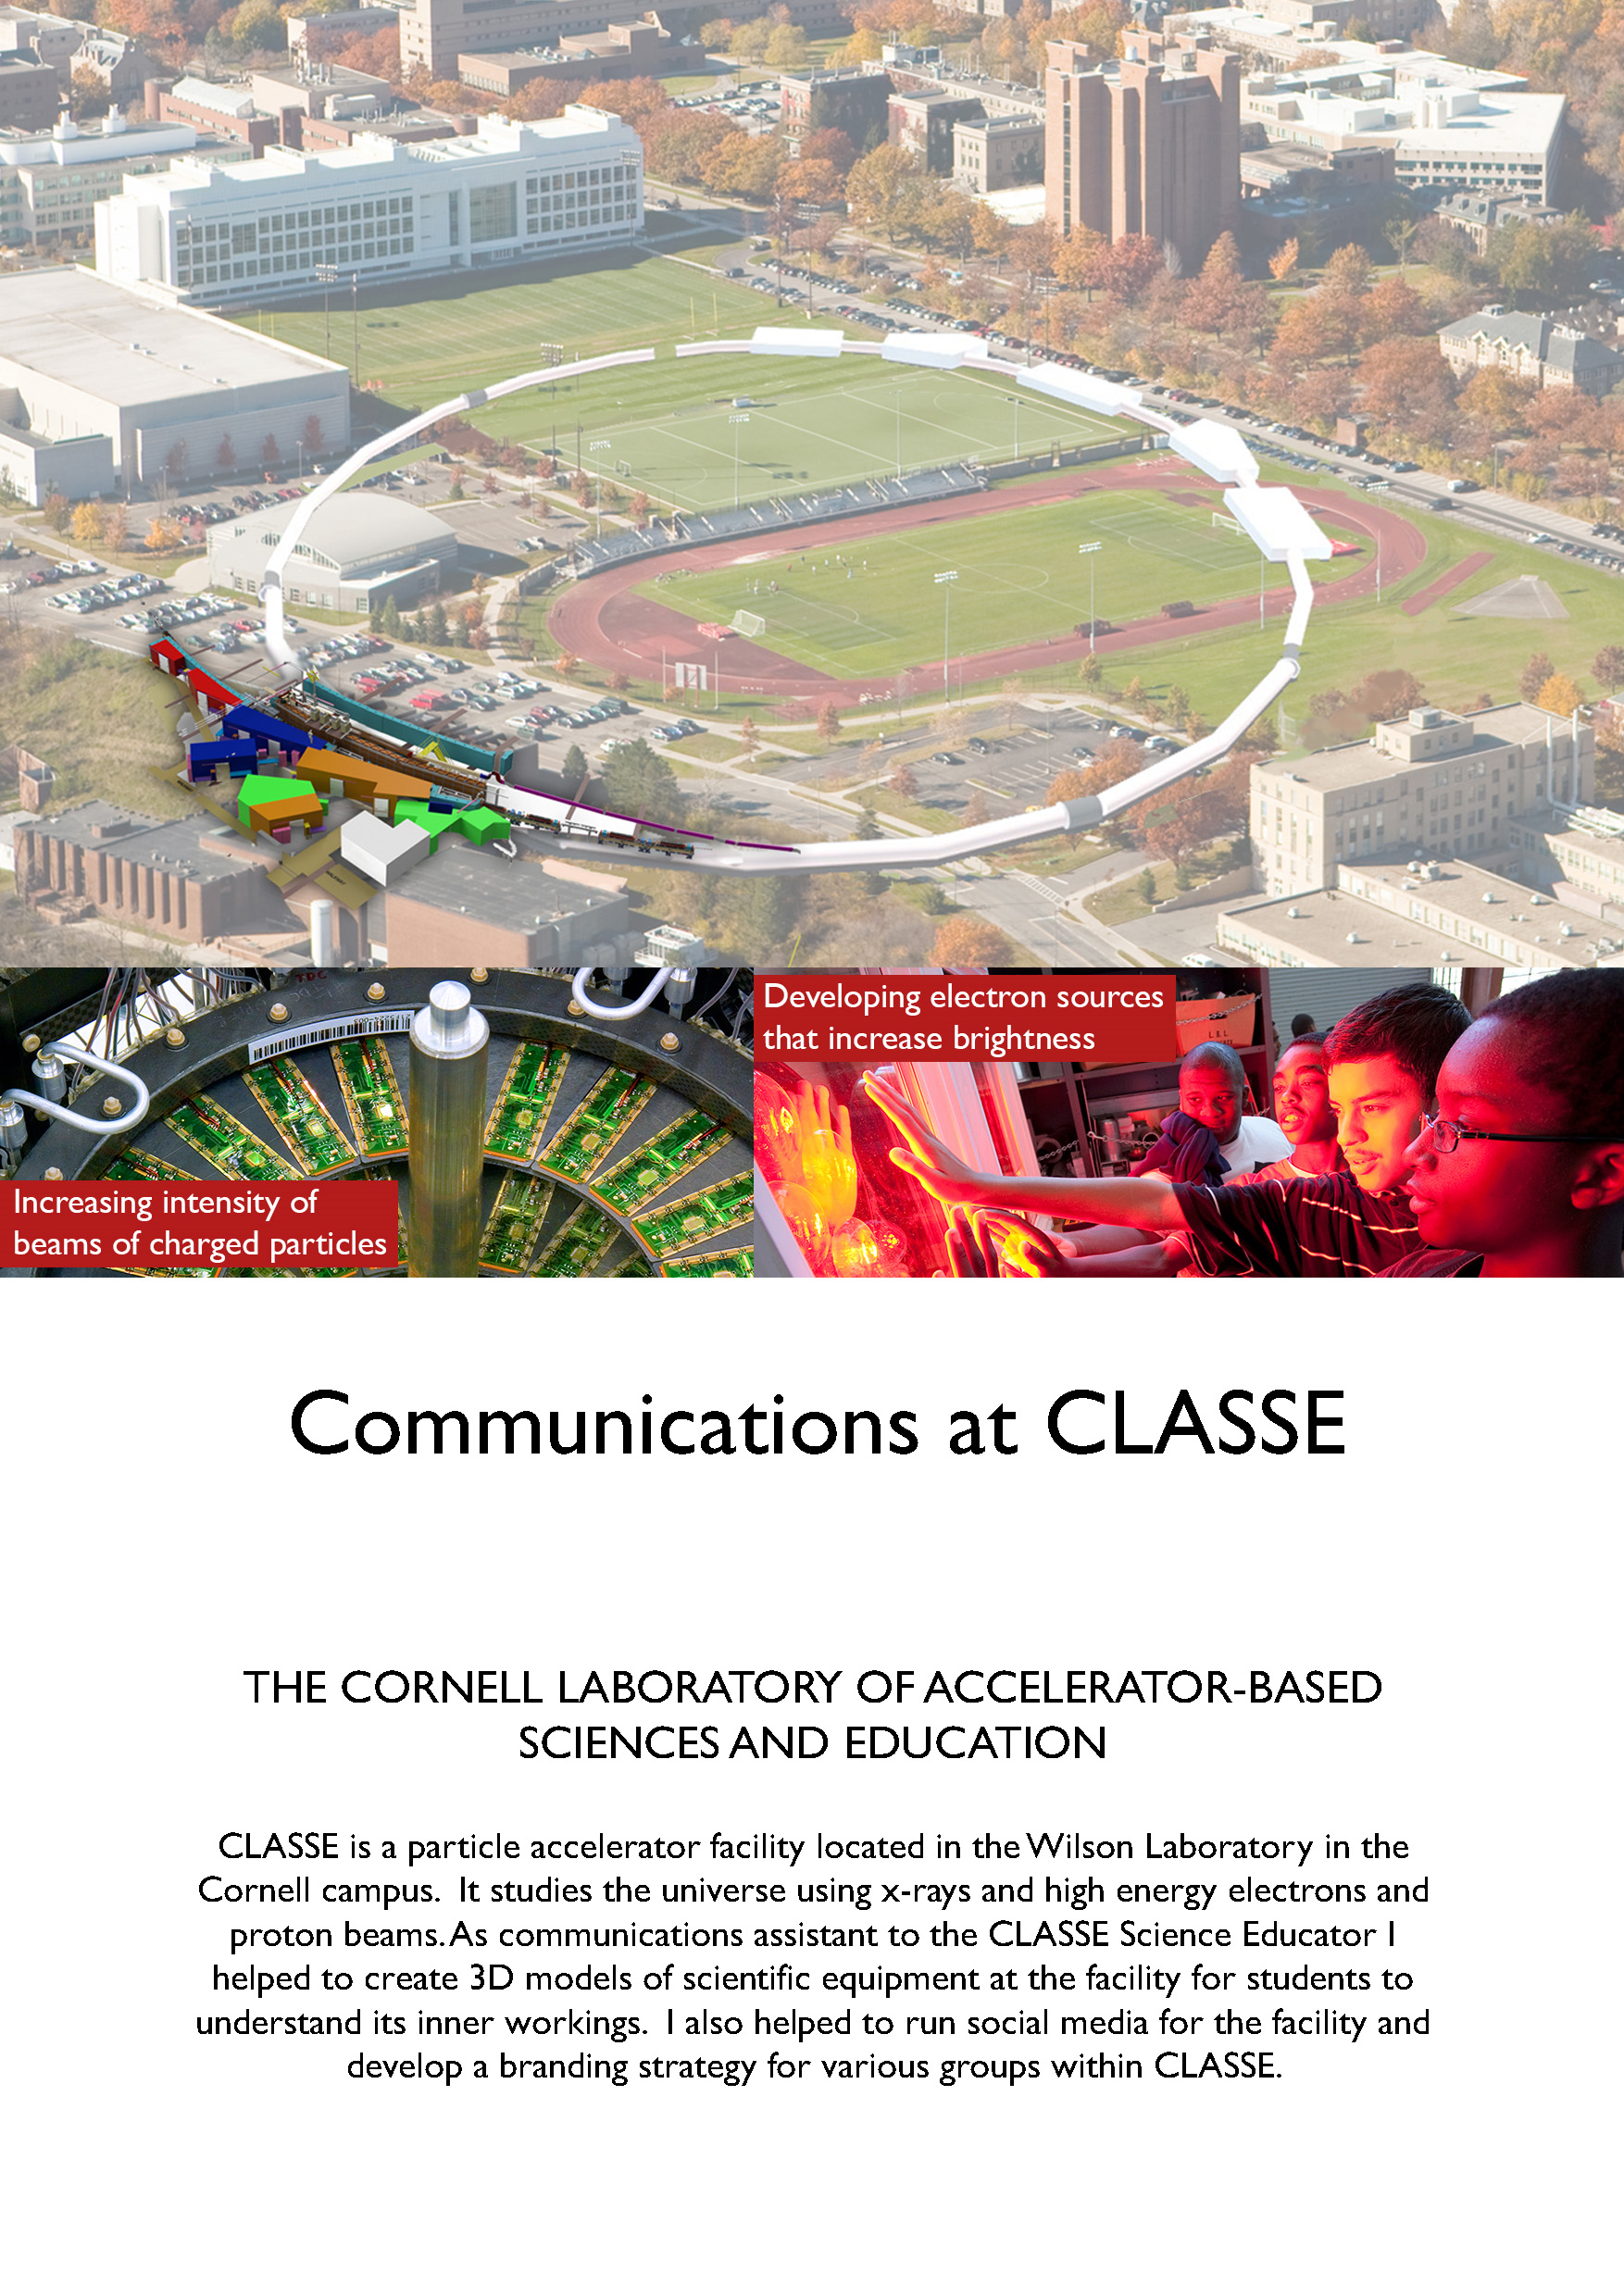 TPC
Developing electron sources
that increase brightness
Increasing intensity of
beams of charged particles
Communications at CLASSE
THE CORNELL LABORATORY OF ACCELERATOR-BASED
SCIENCES AND EDUCATION
CLASSE is a particle accelerator facility located in the Wilson Laboratory in the
Cornell campus.  It studies the universe using x-rays and high energy electrons and
proton beams. As communications assistant to the CLASSE Science Educator I
helped to create 3D models of scientific equipment at the facility for students to
understand its inner workings.  I also helped to run social media for the facility and
develop a branding strategy for various groups within CLASSE.